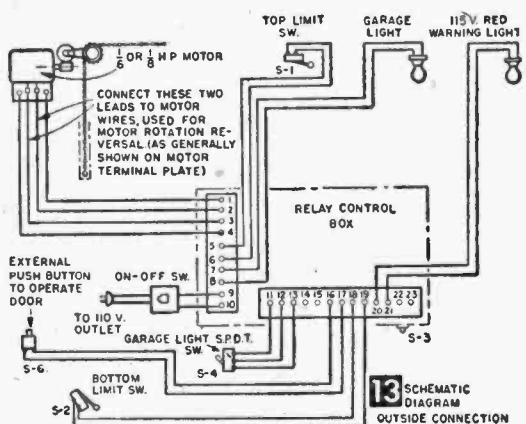 TOP LIMIT
SW.
GARAGE
LIGHT
115 V. RED
WARNING LIGHT
1/6 OR 1/8 H P MOTOR
S-1
CONNECT THESE TWO
LEADS TO MOTOR
WIRES, USED FOR
MOTOR ROTATION RE-
VERSAL (AS GENERALLY
SHOWN ON MOTOR
TERMINAL PLATE)
1
2
3
4
5
6
7
8
9
10
RELAY CONTROL
BOX
EXTERNAL
PUSH BUTTON
TO OPERATE
DOOR
ON-OFF SW.
TO 110 V.
OUTLET
11 12 13 14 15 16 17 18 19 20 21 22 23
S-3
GARAGE LIGHT S.P.D.T.
SW.
S-4
S-6
BOTTOM
LIMIT SW.
S-2
13 SCHEMATIC
DIAGRAM
OUTSIDE CONNECTION